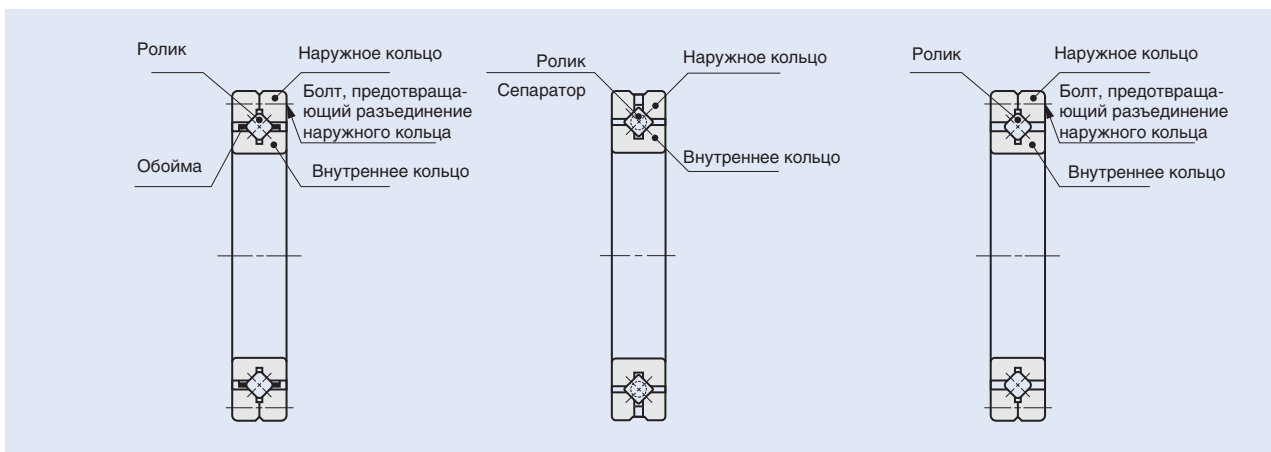 Ролик
Наружное кольцо
Болт, предотвраща-
ющий разъединение
наружного кольца
Обойма
Внутреннее кольцо
Ролик
Наружное кольцо
Сепаратор
Внутреннее кольцо
Ролик
Наружное кольцо
Болт, предотвраща-
ющий разъединение
наружного кольца
Внутреннее кольцо